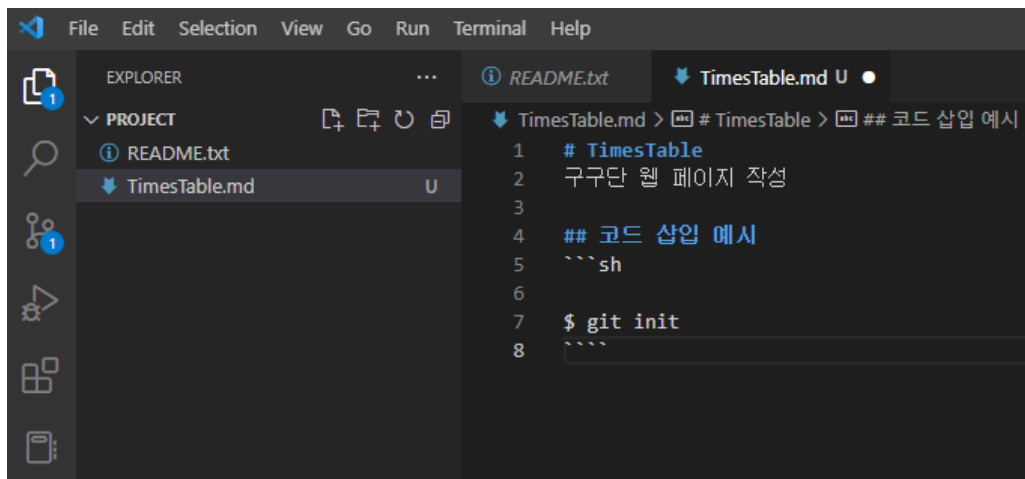 File Edit Selection View Go Run Terminal Help
EXPLORER ...
PROJECT
README.txt
TimesTable.md U
1
1
README.txt TimesTable.md U ●
TimesTable.md > # TimesTable > ## 코드 삽입 예시
1 # TimesTable
2 구구단 웹 페이지 작성
3
4 ## 코드 삽입 예시
5 ```sh
6
7 $ git init
8 ````